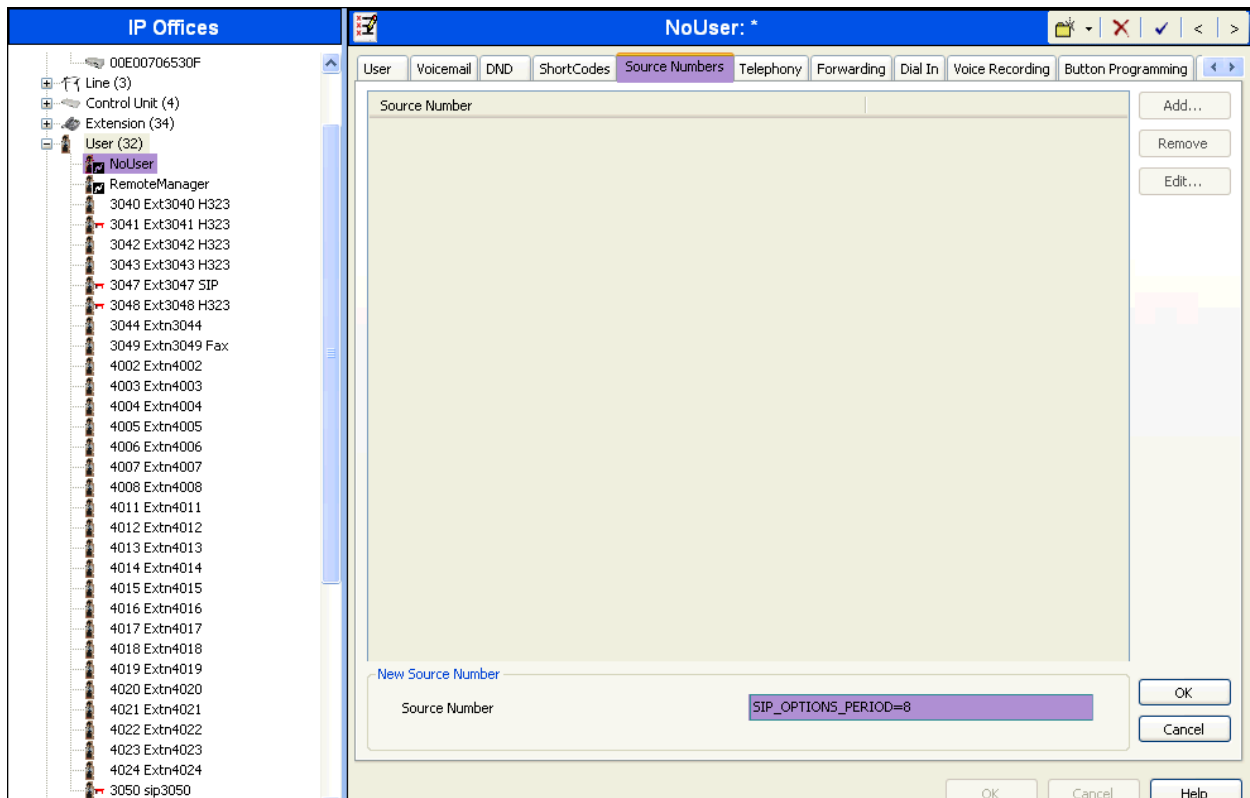 IP Offices
00E00706530F
Line (3)
Control Unit (4)
Extension (34)
User (32)
NoUser
RemoteManager
3040 Ext3040 H323
3041 Ext3041 H323
3042 Ext3042 H323
3043 Ext3043 H323
3047 Ext3047 SIP
3048 Ext3048 H323
3044 Extn3044
3049 Extn3049 Fax
4002 Extn4002
4003 Extn4003
4004 Extn4004
4005 Extn4005
4006 Extn4006
4007 Extn4007
4008 Extn4008
4011 Extn4011
4012 Extn4012
4013 Extn4013
4014 Extn4014
4015 Extn4015
4016 Extn4016
4017 Extn4017
4018 Extn4018
4019 Extn4019
4020 Extn4020
4021 Extn4021
4022 Extn4022
4023 Extn4023
4024 Extn4024
3050 sip3050
NoUser: *
User Voicemail DND ShortCodes Source Numbers Telephony Forwarding Dial In Voice Recording Button Programming
Source Number
Add...
Remove
Edit...
New Source Number
Source Number SIP_OPTIONS_PERIOD=8
OK
Cancel
OK Cancel Help